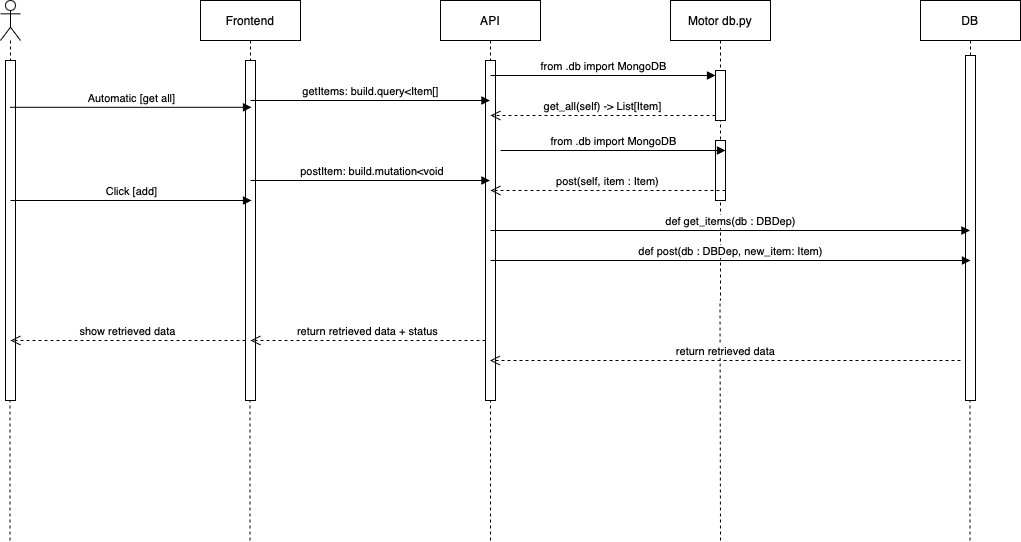 Frontend
API
Motor db.py
DB
from .db import MongoDB
getItems: build.query<Item[]
Automatic [get all]
get_all(self) -> List[Item]
from .db import MongoDB
postItem: build.mutation<void
post(self, item : Item)
Click [add]
def get_items(db : DBDep)
def post(db : DBDep, new_item: Item)
show retrieved data
return retrieved data + status
return retrieved data